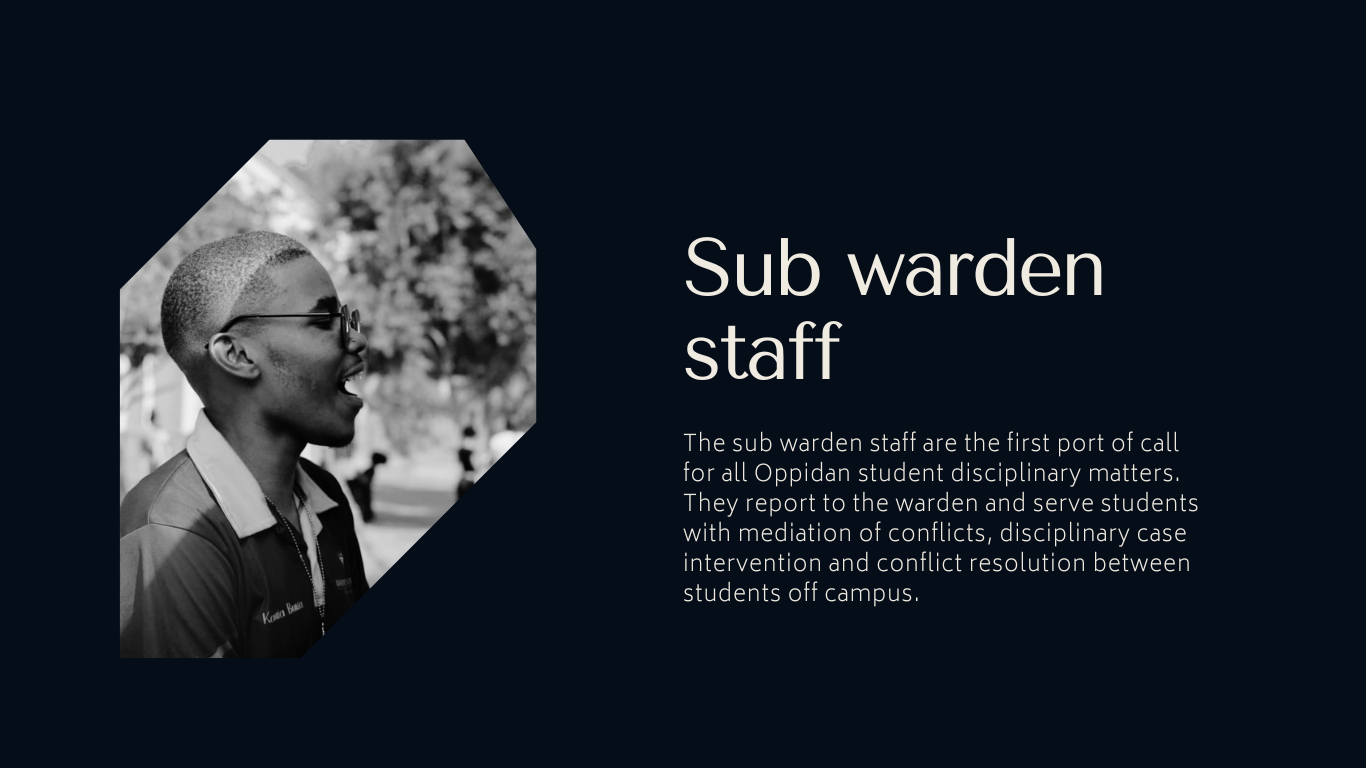 Sub warden
staff
The sub warden staff are the first port of call
for all Oppidan student disciplinary matters.
They report to the warden and serve students
with mediation of conflicts, disciplinary case
intervention and conflict resolution between
students off campus.